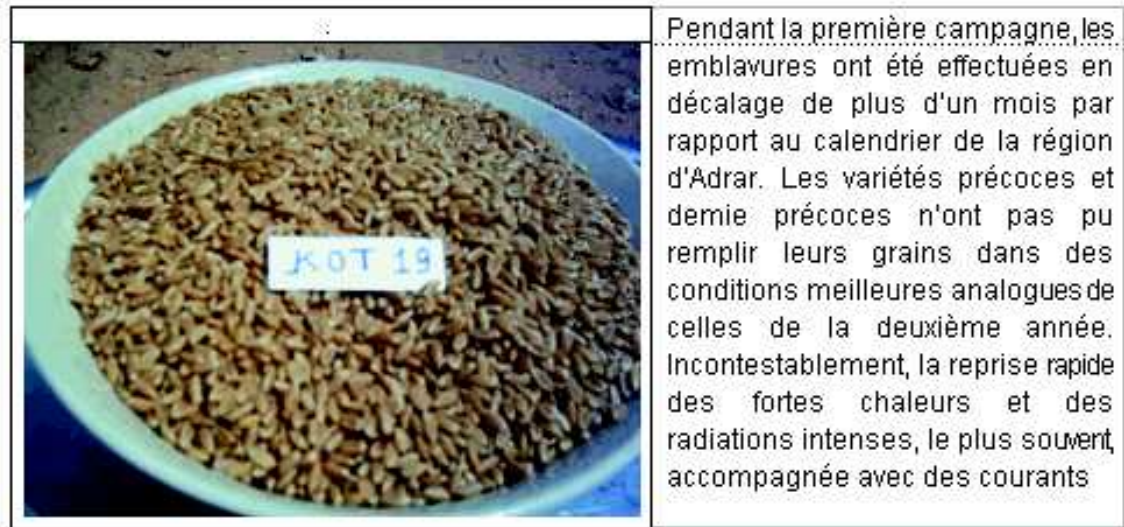 KOT 19
Pendant la première campagne, les
emblavures ont été effectuées en
décalage de plus d'un mois par
rapport au calendrier de la région
d'Adrar. Les variétés précoces et
demie précoces n'ont pas pu
remplir leurs grains dans des
conditions meilleures analogues de
celles de la deuxième année.
Incontestablement, la reprise rapide
des fortes chaleurs et des
radiations intenses, le plus souvent,
accompagnée avec des courants